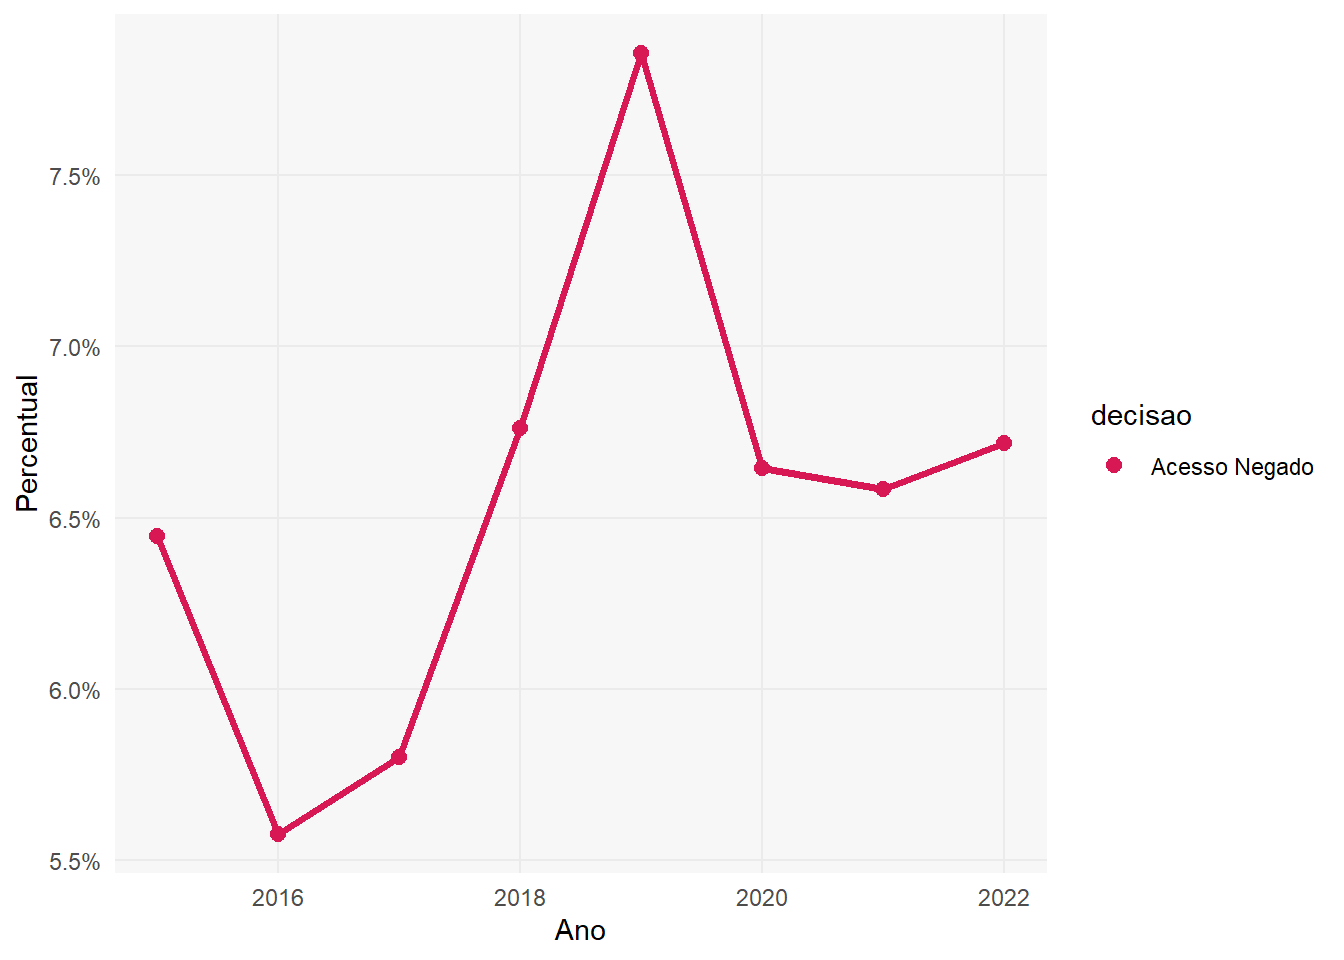 7.5%
7.0%
6.5%
6.0%
5.5%
Percentual
2016
2018
2020
2022
Ano
decisao
Acesso Negado